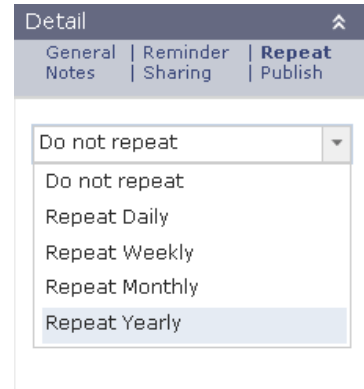 Detail
General | Reminder | Repeat
Notes | Sharing | Publish
Do not repeat
Do not repeat
Repeat Daily
Repeat Weekly
Repeat Monthly
Repeat Yearly